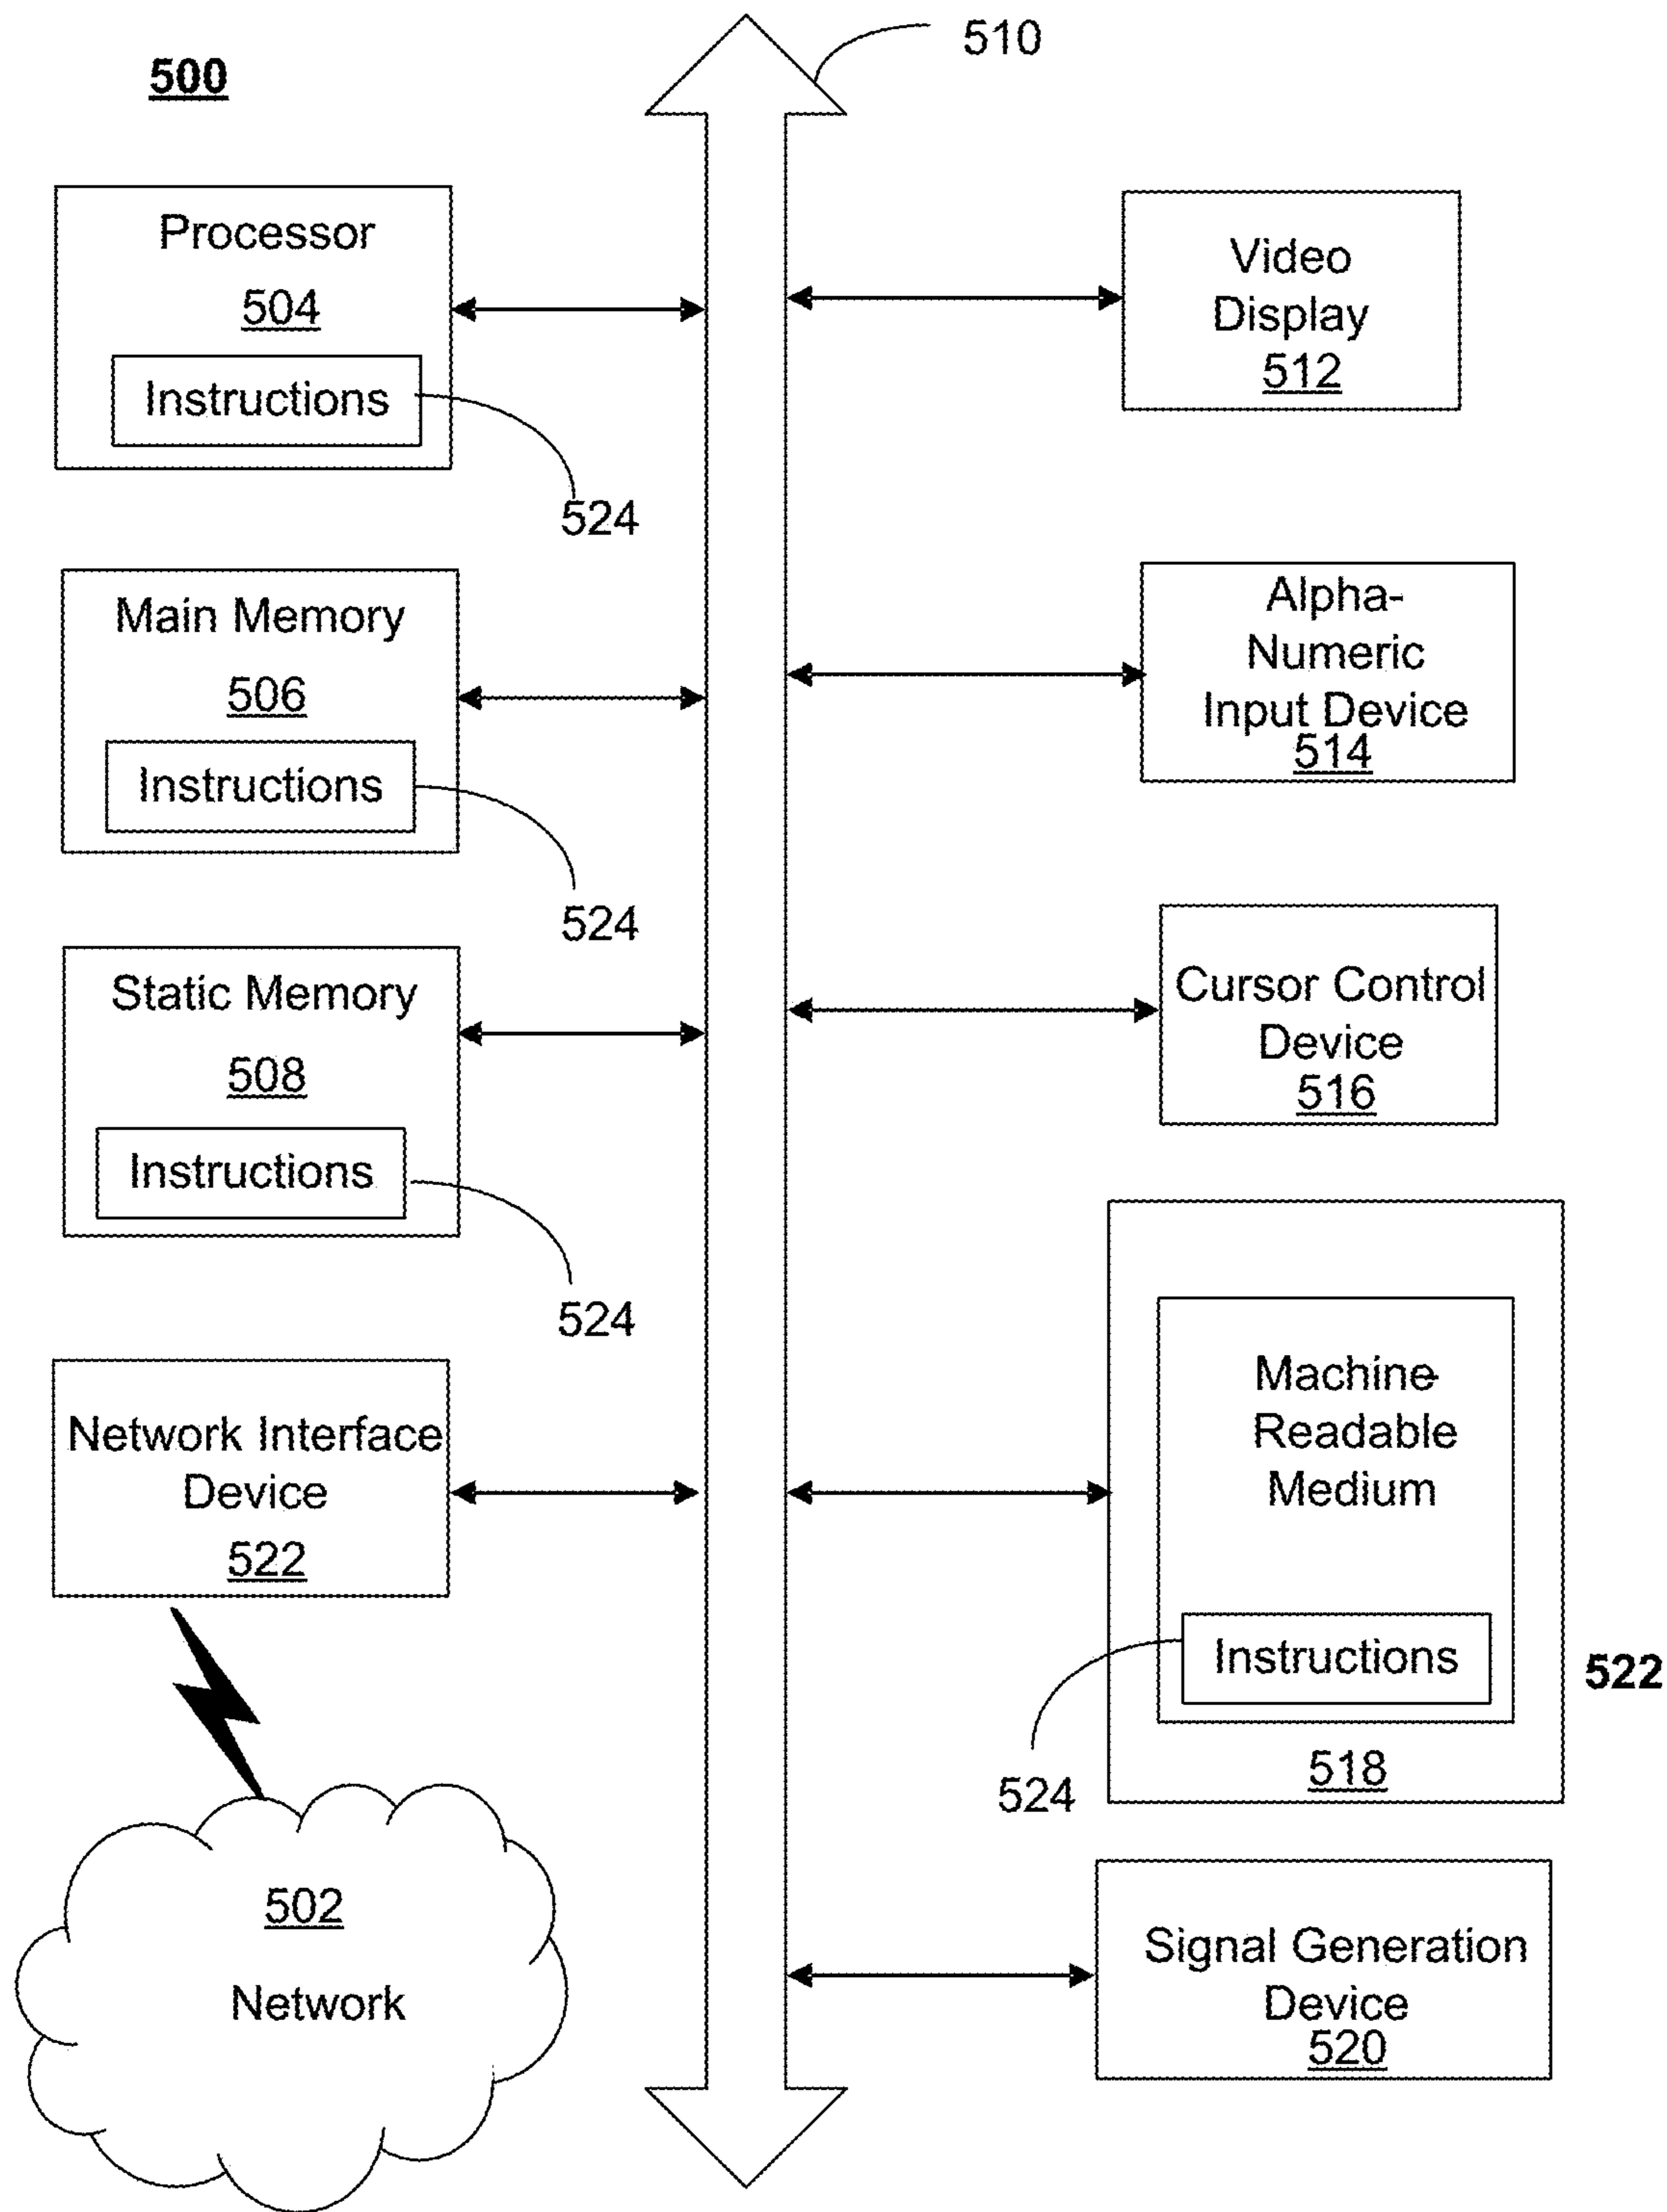 500
510
Processor
504
Instructions
524
Main Memory
506
Instructions
524
Static Memory
508
Instructions
524
Network Interface
Device
522
502
Network
Video
Display
512
Alpha-
Numeric
Input Device
514
Cursor Control
Device
516
Machine-
Readable
Medium
Instructions
522
524
518
Signal Generation
Device
520